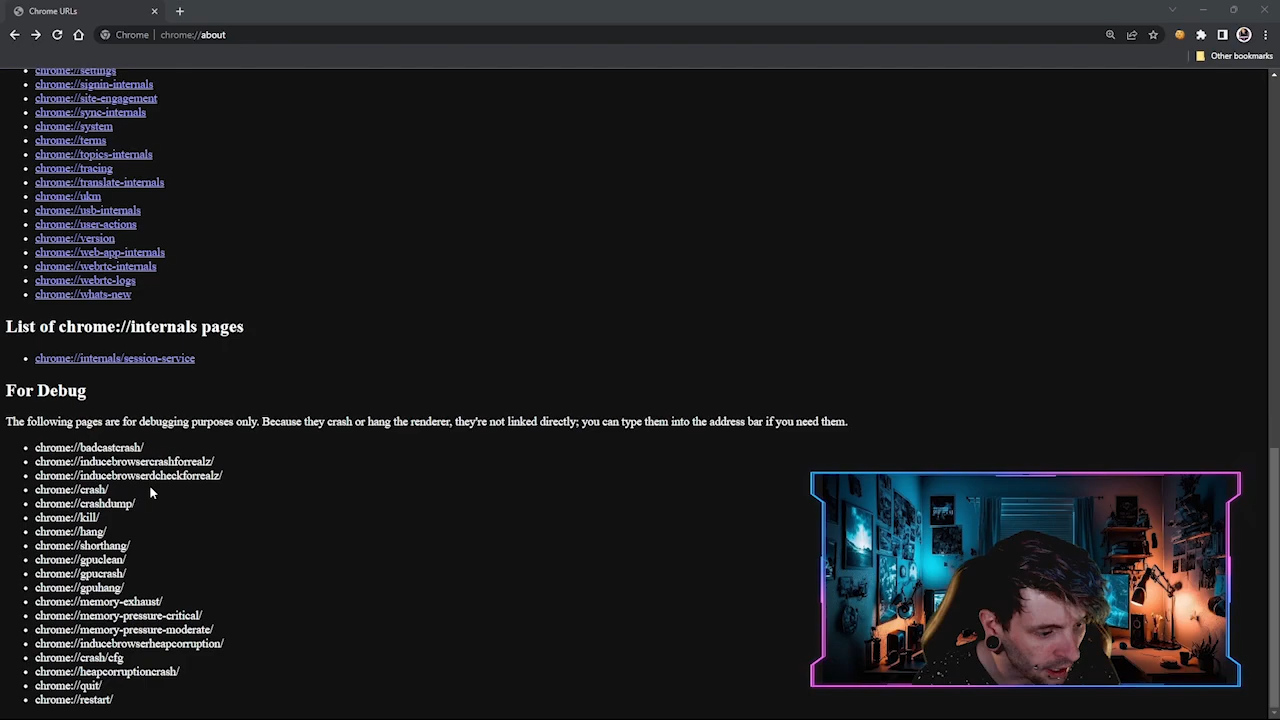 Chrome URLs
Chrome | chrome://about
Other bookmarks
chrome://settings
chrome://signin-internals
chrome://site-engagement
chrome://sync-internals
chrome://system
chrome://terms
chrome://topics-internals
chrome://tracing
chrome://translate-internals
chrome://ukm
chrome://usb-internals
chrome://user-actions
chrome://version
chrome://web-app-internals
chrome://webrtc-internals
chrome://webrtc-logs
chrome://whats-new
List of chrome://internals pages
chrome://internals/session-service
For Debug
The following pages are for debugging purposes only. Because they crash or hang the renderer, they're not linked directly; you can type them into the address bar if you need them.
chrome://badcastcrash/
chrome://inducebrowsercrashforrealz/
chrome://inducebrowserdcheckforrealz/
chrome://crash/
chrome://crashdump/
chrome://kill/
chrome://hang/
chrome://shorthang/
chrome://gpuclean/
chrome://gpucrash/
chrome://gpuhang/
chrome://memory-exhaust/
chrome://memory-pressure-critical/
chrome://memory-pressure-moderate/
chrome://inducebrowserheapcorruption/
chrome://crash/cfg
chrome://heapcorruptioncrash/
chrome://quit/
chrome://restart/